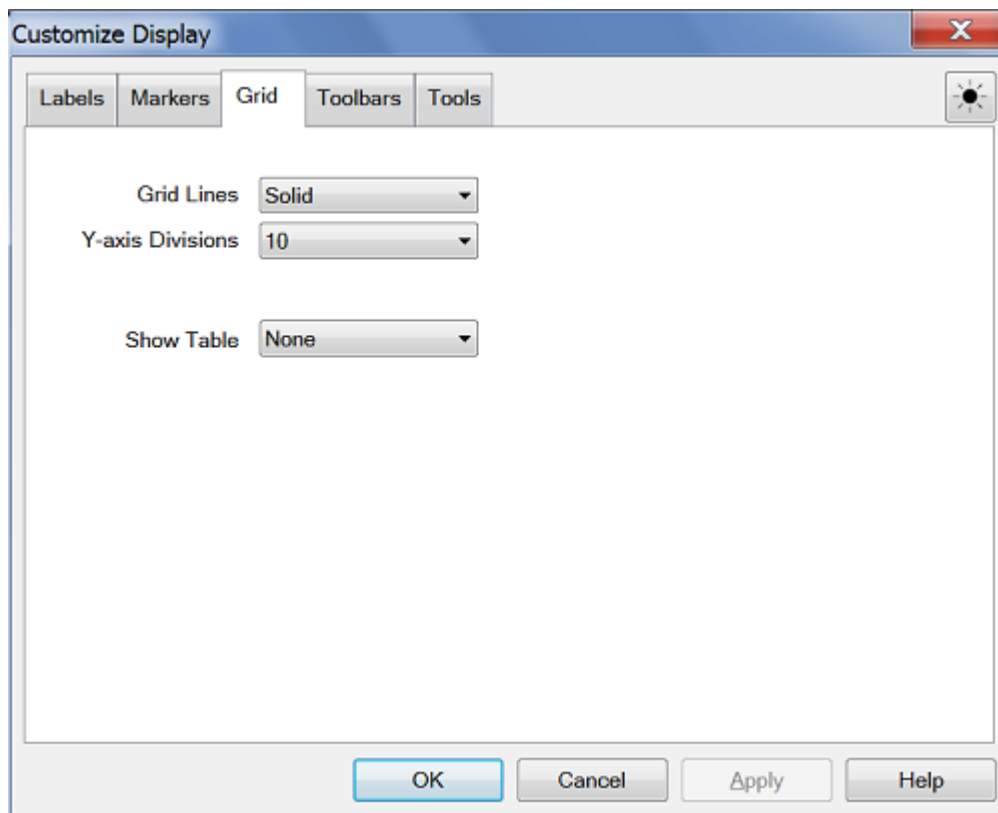 Customize Display
Labels Markers Grid Toolbars Tools
Grid Lines Solid
Y-axis Divisions 10
Show Table None
OK Cancel Apply Help